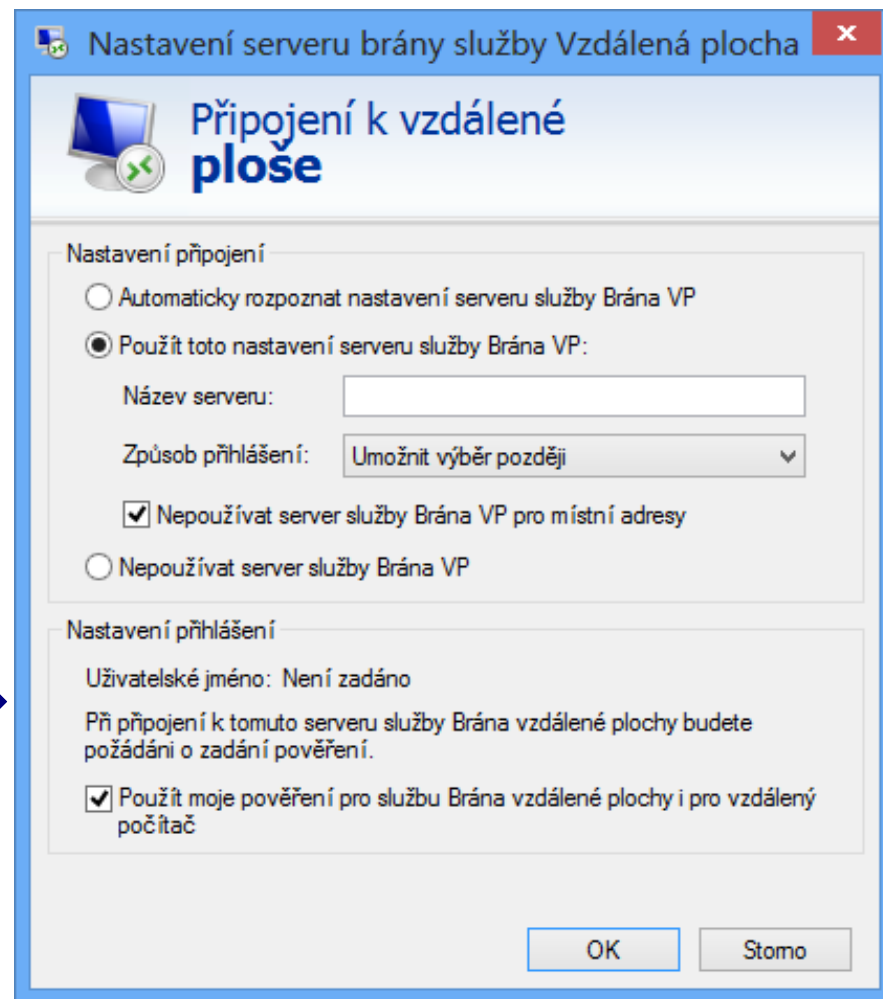 Nastavení serveru brány služby Vzdálená plocha
Připojení k vzdálené
ploše
Nastavení připojení
Automaticky rozpoznat nastavení serveru služby Brána VP
Použít toto nastavení serveru služby Brána VP:
Název serveru:
Způsob přihlášení: Umožnit výběr později
Nepoužívat server služby Brána VP pro místní adresy
Nepoužívat server služby Brána VP
Nastavení přihlášení
Uživatelské jméno: Není zadáno
Při připojení k tomuto serveru služby Brána vzdálené plochy budete
požádáni o zadání pověření.
Použít moje pověření pro službu Brána vzdálené plochy i pro vzdálený
počítač
OK Storno